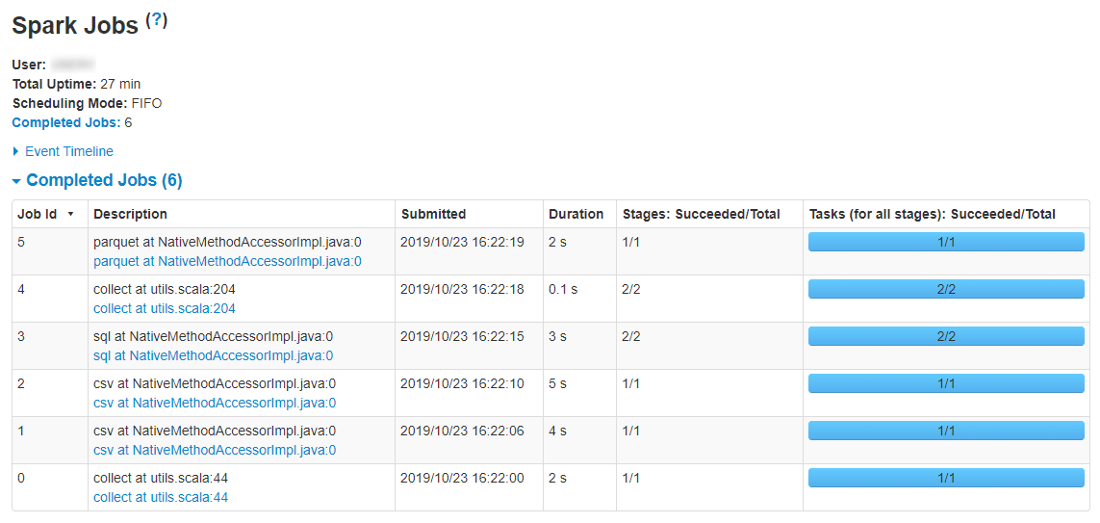 Spark Jobs (?)
User:
Total Uptime: 27 min
Scheduling Mode: FIFO
Completed Jobs: 6
Event Timeline
Completed Jobs (6)
Job Id Description Submitted Duration Stages: Succeeded/Total Tasks (for all stages): Succeeded/Total
5 parquet at NativeMethodAccessorImpl.java:0 2019/10/23 16:22:19 2 s 1/1 1/1
parquet at NativeMethodAccessorImpl.java:0
4 collect at utils.scala:204 2019/10/23 16:22:18 0.1 s 2/2 2/2
collect at utils.scala:204
3 sql at NativeMethodAccessorImpl.java:0 2019/10/23 16:22:15 3 s 2/2 2/2
sql at NativeMethodAccessorImpl.java:0
2 csv at NativeMethodAccessorImpl.java:0 2019/10/23 16:22:10 5 s 1/1 1/1
csv at NativeMethodAccessorImpl.java:0
1 csv at NativeMethodAccessorImpl.java:0 2019/10/23 16:22:06 4 s 1/1 1/1
csv at NativeMethodAccessorImpl.java:0
0 collect at utils.scala:44 2019/10/23 16:22:00 2 s 1/1 1/1
collect at utils.scala:44